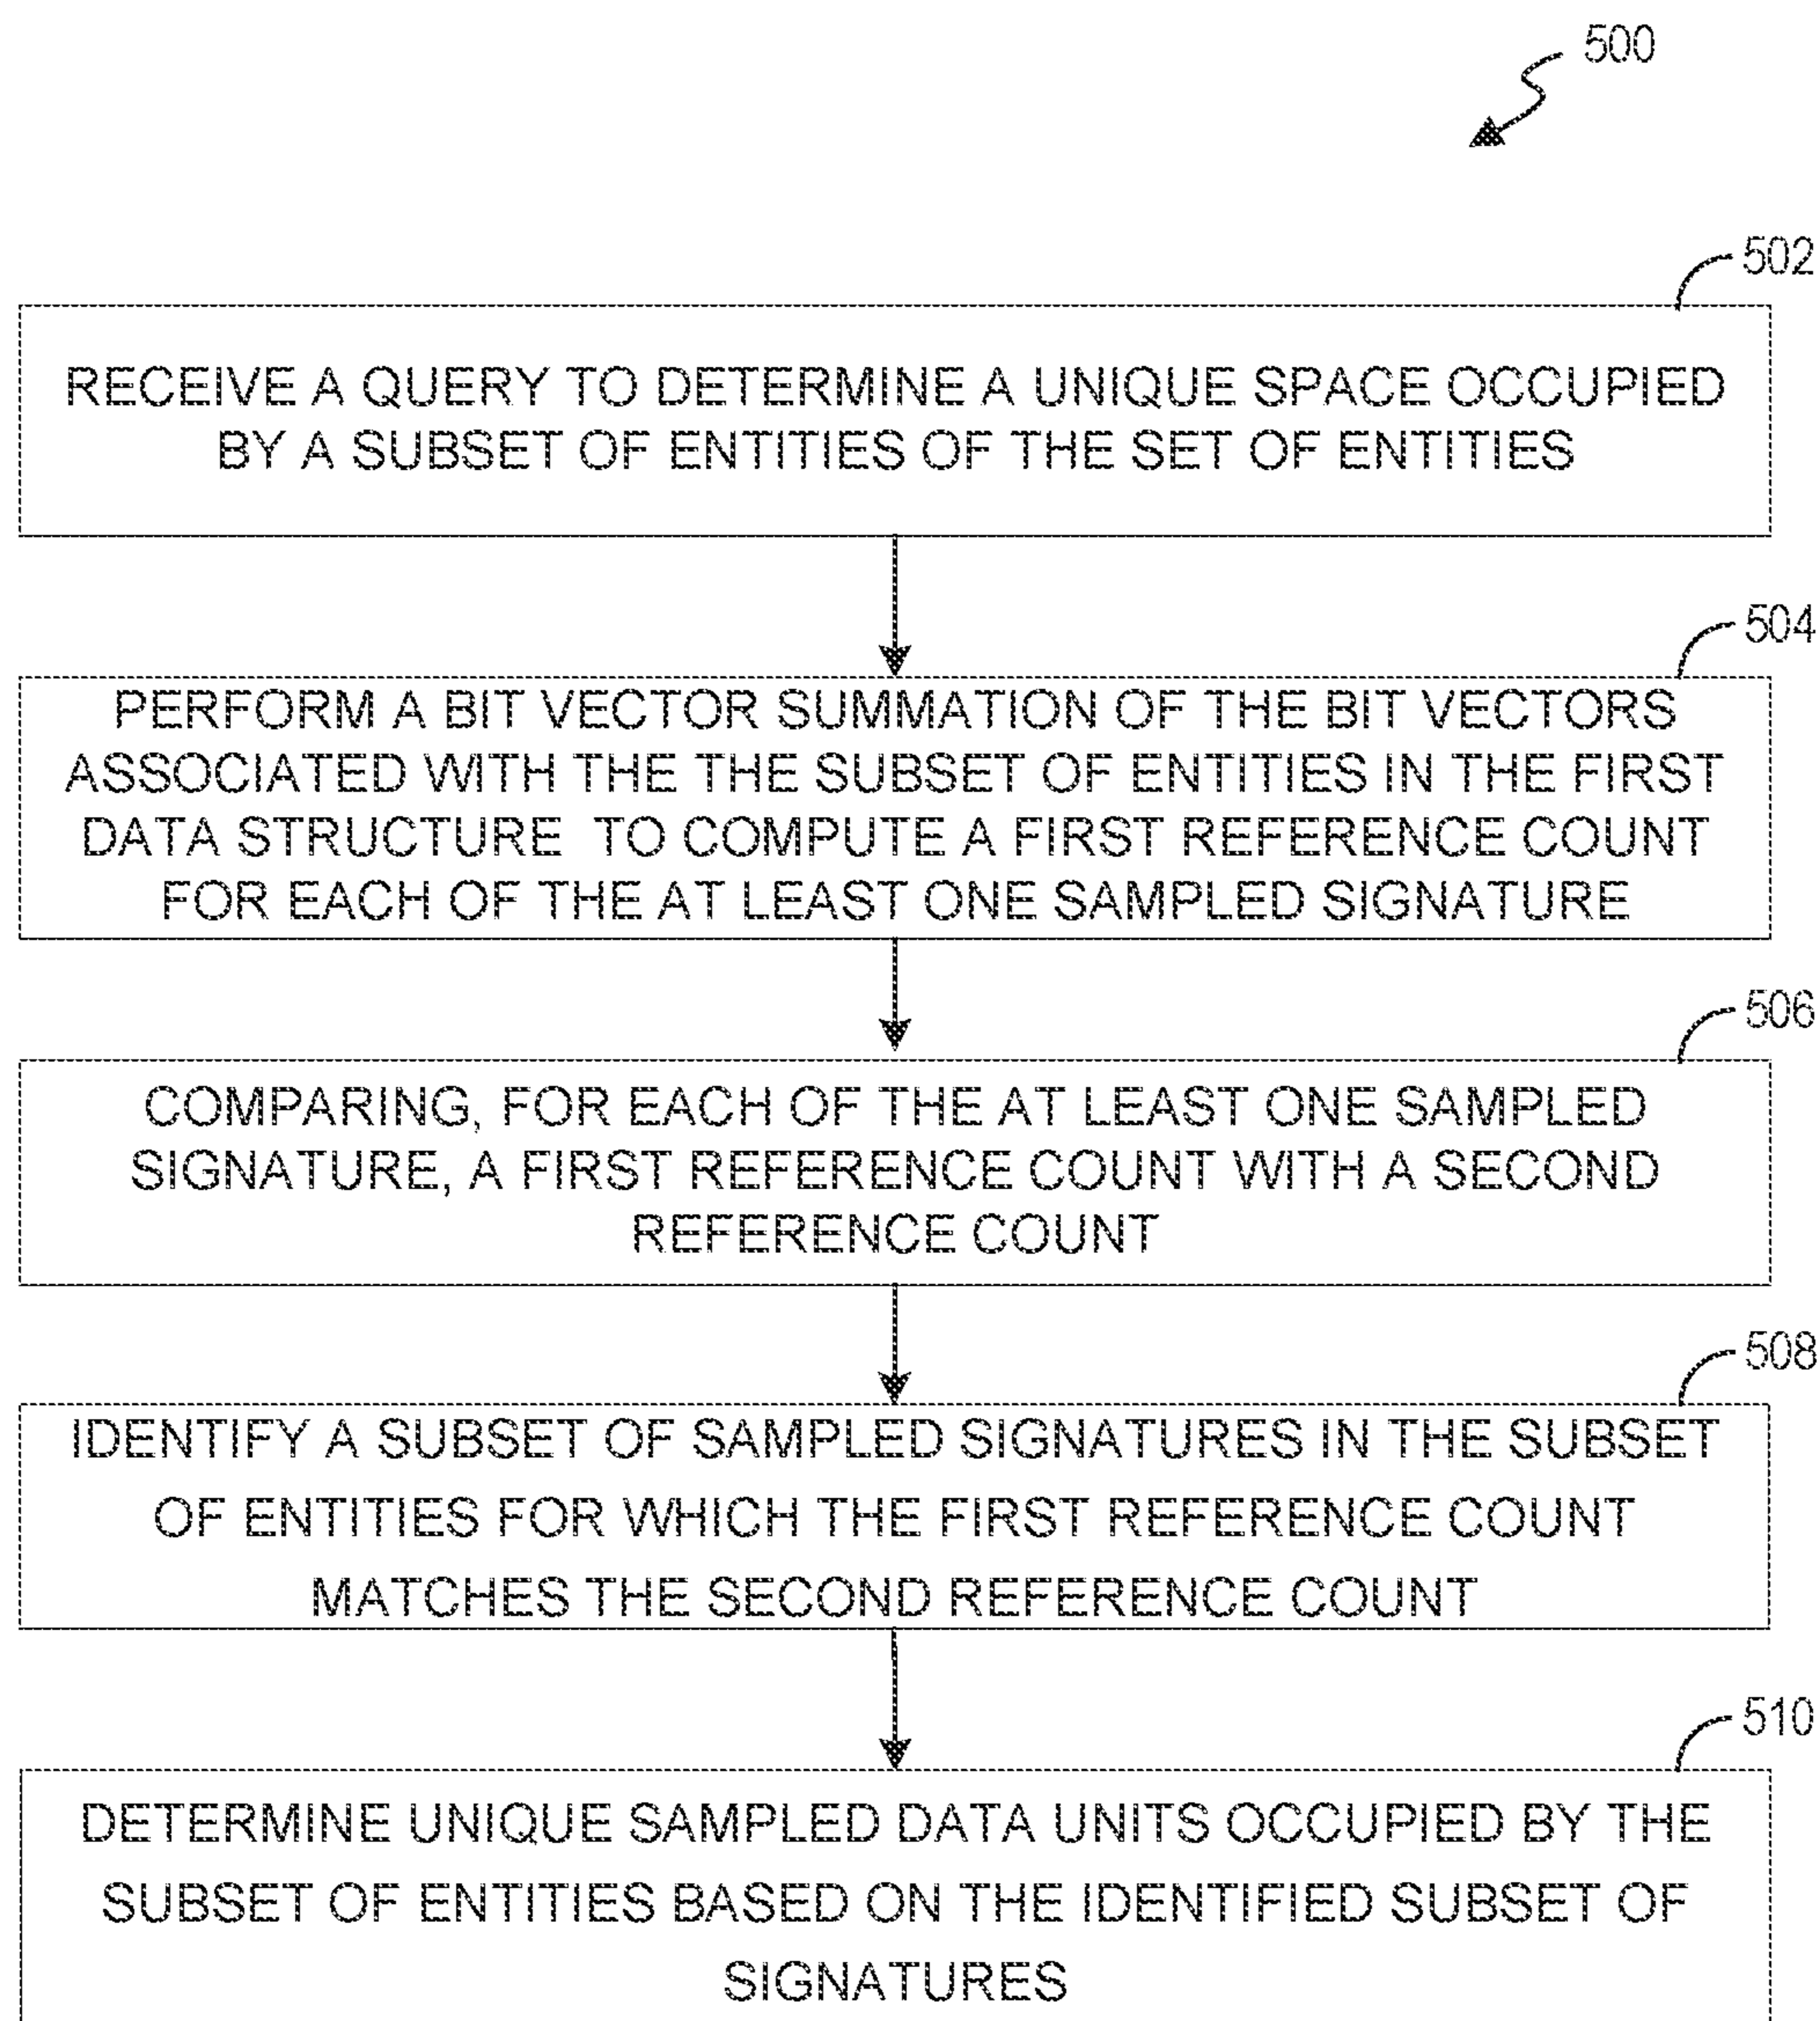 500
502
RECEIVE A QUERY TO DETERMINE A UNIQUE SPACE OCCUPIED
BY A SUBSET OF ENTITIES OF THE SET OF ENTITIES
504
PERFORM A BIT VECTOR SUMMATION OF THE BIT VECTORS
ASSOCIATED WITH THE THE SUBSET OF ENTITIES IN THE FIRST
DATA STRUCTURE TO COMPUTE A FIRST REFERENCE COUNT
FOR EACH OF THE AT LEAST ONE SAMPLED SIGNATURE
506
COMPARING, FOR EACH OF THE AT LEAST ONE SAMPLED
SIGNATURE, A FIRST REFERENCE COUNT WITH A SECOND
REFERENCE COUNT
508
IDENTIFY A SUBSET OF SAMPLED SIGNATURES IN THE SUBSET
OF ENTITIES FOR WHICH THE FIRST REFERENCE COUNT
MATCHES THE SECOND REFERENCE COUNT
510
DETERMINE UNIQUE SAMPLED DATA UNITS OCCUPIED BY THE
SUBSET OF ENTITIES BASED ON THE IDENTIFIED SUBSET OF
SIGNATURES